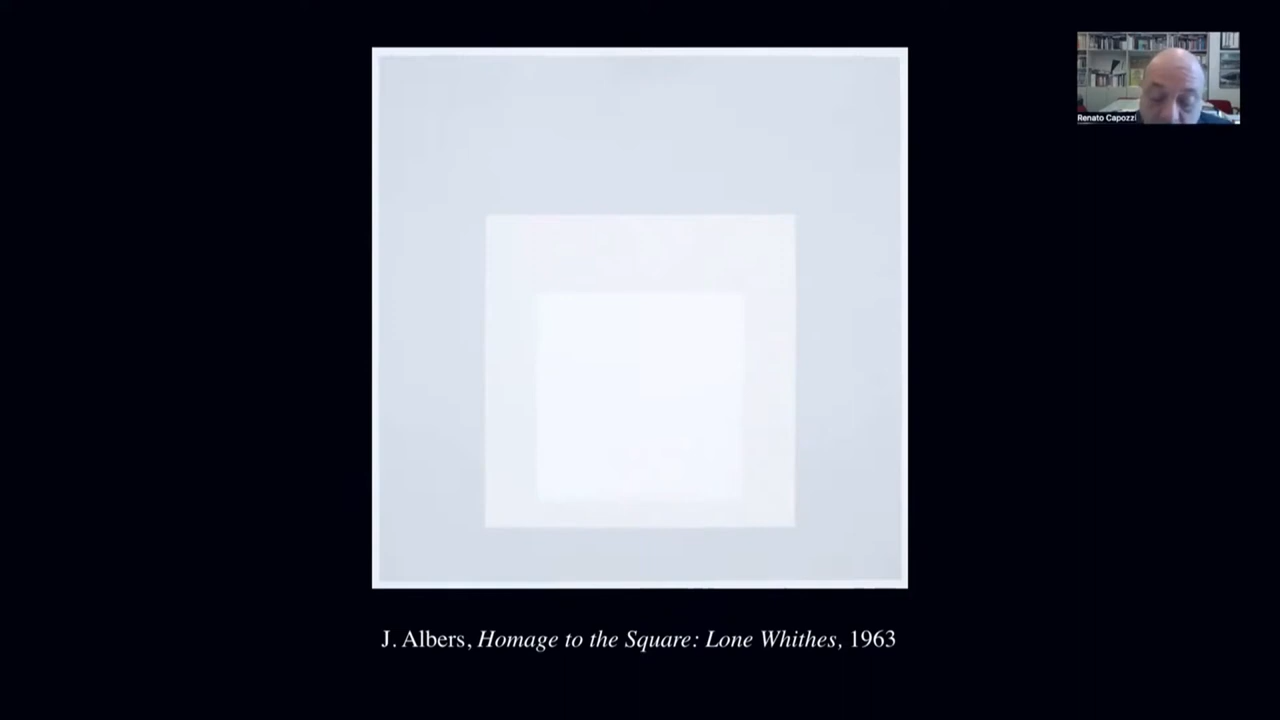 Renato Capozzi
J. Albers, Homage to the Square: Lone Whithes, 1963